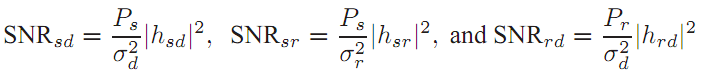 SNR_{sd} = \frac{P_s}{\sigma_d^2}|h_{sd}|^2, SNR_{sr} = \frac{P_s}{\sigma_r^2}|h_{sr}|^2, and SNR_{rd} = \frac{P_r}{\sigma_d^2}|h_{rd}|^2